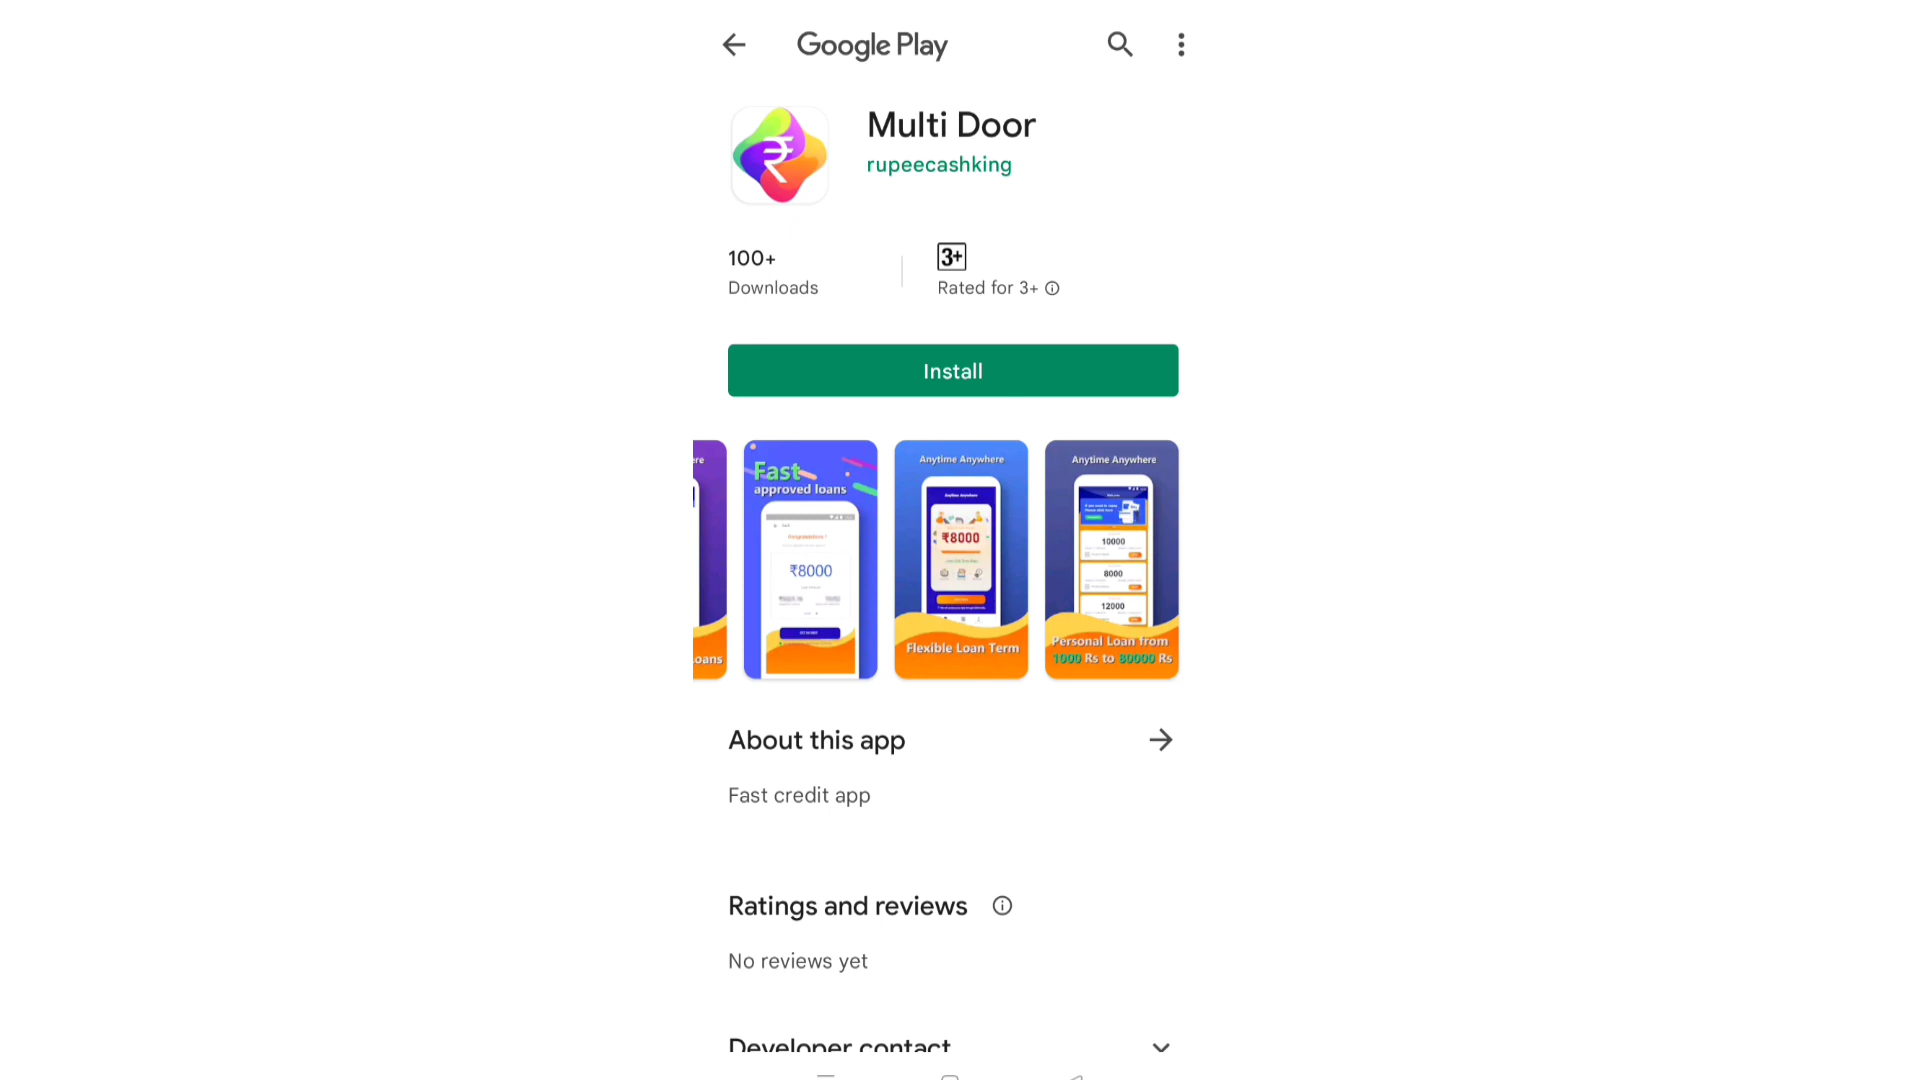 Google Play
Multi Door
rupeecashking
₹
100+
Downloads
3+
Rated for 3+
Install
Fast
approved loans
₹8000
Anytime Anywhere
Anytime Anywhere
₹8000
Flexible Loan Term
Anytime Anywhere
10000
8000
12000
Personal Loan from
1000 Rs to 80000 Rs
About this app
Fast credit app
Ratings and reviews
No reviews yet
Developer contact